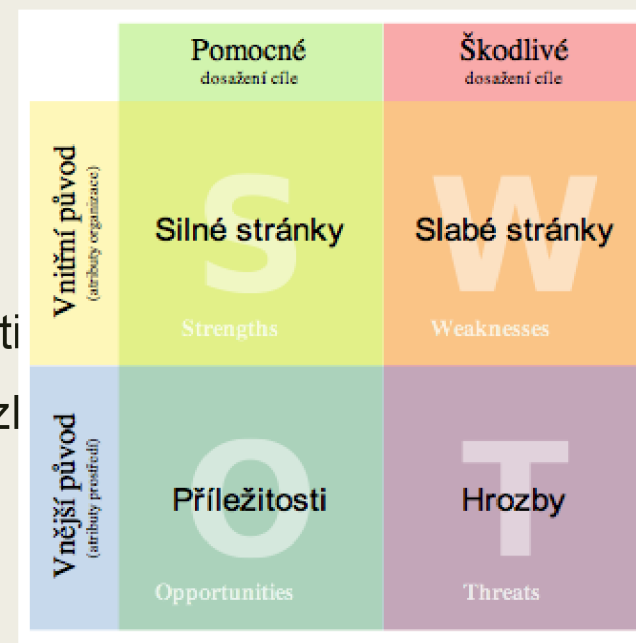 Pomocné
dosažení cíle
Škodlivé
dosažení cíle
Vnitřní původ
(atributy organizace)
S
Silné stránky
Strengths
W
Slabé stránky
Weaknesses
ti
Vnější původ
(atributy prostředí)
O
Příležitosti
Opportunities
T
Hrozby
Threats